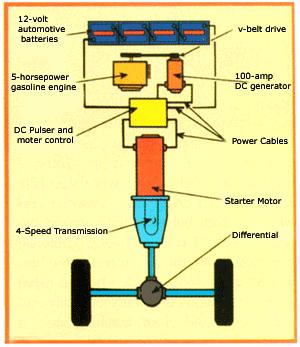 12-volt
automotive
batteries
v-belt drive
5-horsepower
gasoline engine
100-amp
DC generator
DC Pulser and
moter control
Power Cables
Starter Motor
4-Speed Transmission
Differential